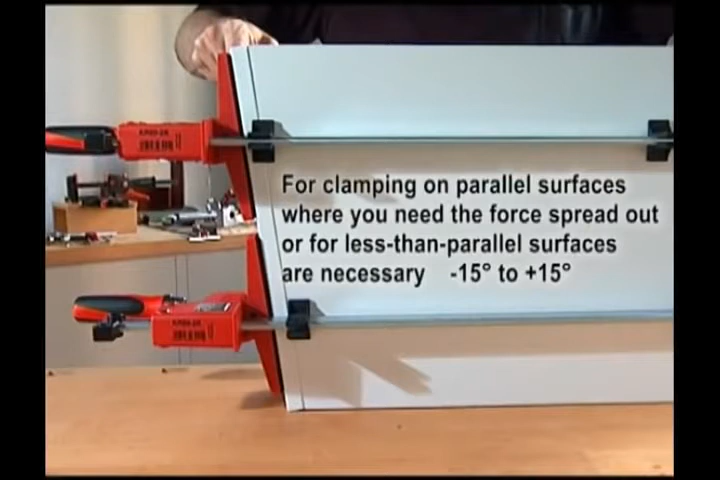 For clamping on parallel surfaces
where you need the force spread out
or for less-than-parallel surfaces
are necessary -15° to +15°